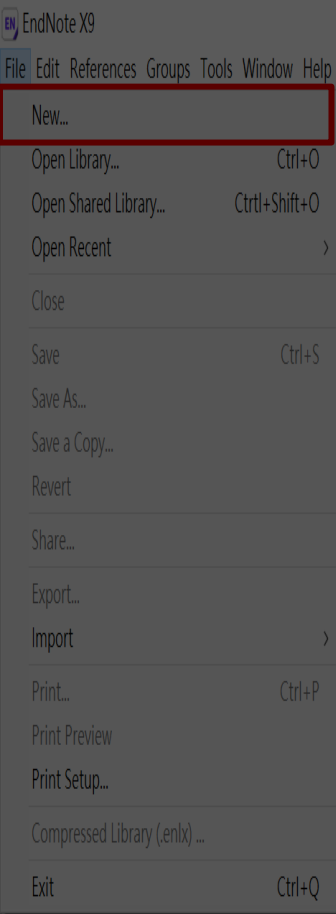 EN EndNote X9
File Edit References Groups Tools Window Help
New...
Open Library... Ctrl+O
Open Shared Library... Ctrtl+Shift+O
Open Recent >
Close
Save Ctrl+S
Save As...
Save a Copy...
Revert
Share...
Export...
Import >
Print... Ctrl+P
Print Preview
Print Setup...
Compressed Library (.enlx) ...
Exit Ctrl+Q